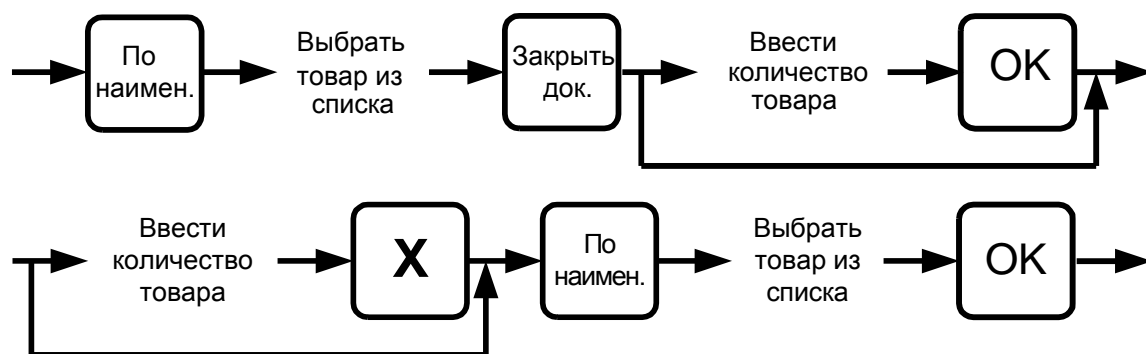 По
наимен.
Выбрать
товар из
списка
Закрыть
док.
Ввести
количество
товара
OK
Ввести
количество
товара
X
По
наимен.
Выбрать
товар из
списка
OK